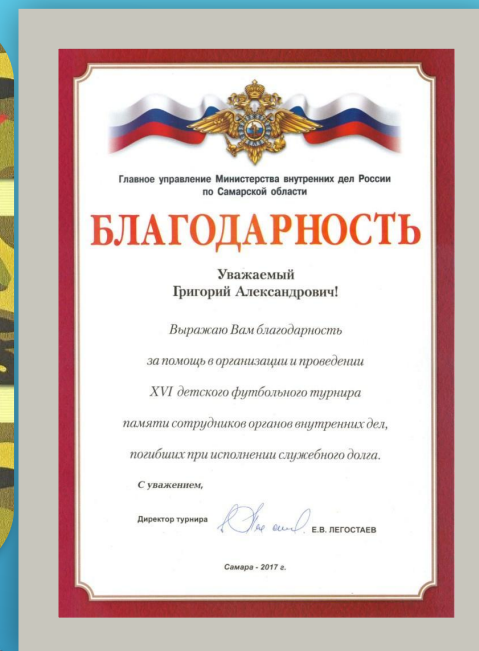 Главное управление Министерства внутренних дел России
по Самарской области
БЛАГОДАРНОСТЬ
Уважаемый
Григорий Александрович!
Выражаю Вам благодарность
за помощь в организации и проведении
XVI детского футбольного турнира
памяти сотрудников органов внутренних дел,
погибших при исполнении служебного долга.
С уважением,
Директор турнира Е.В. ЛЕГОСТАЕВ
Самара - 2017 г.